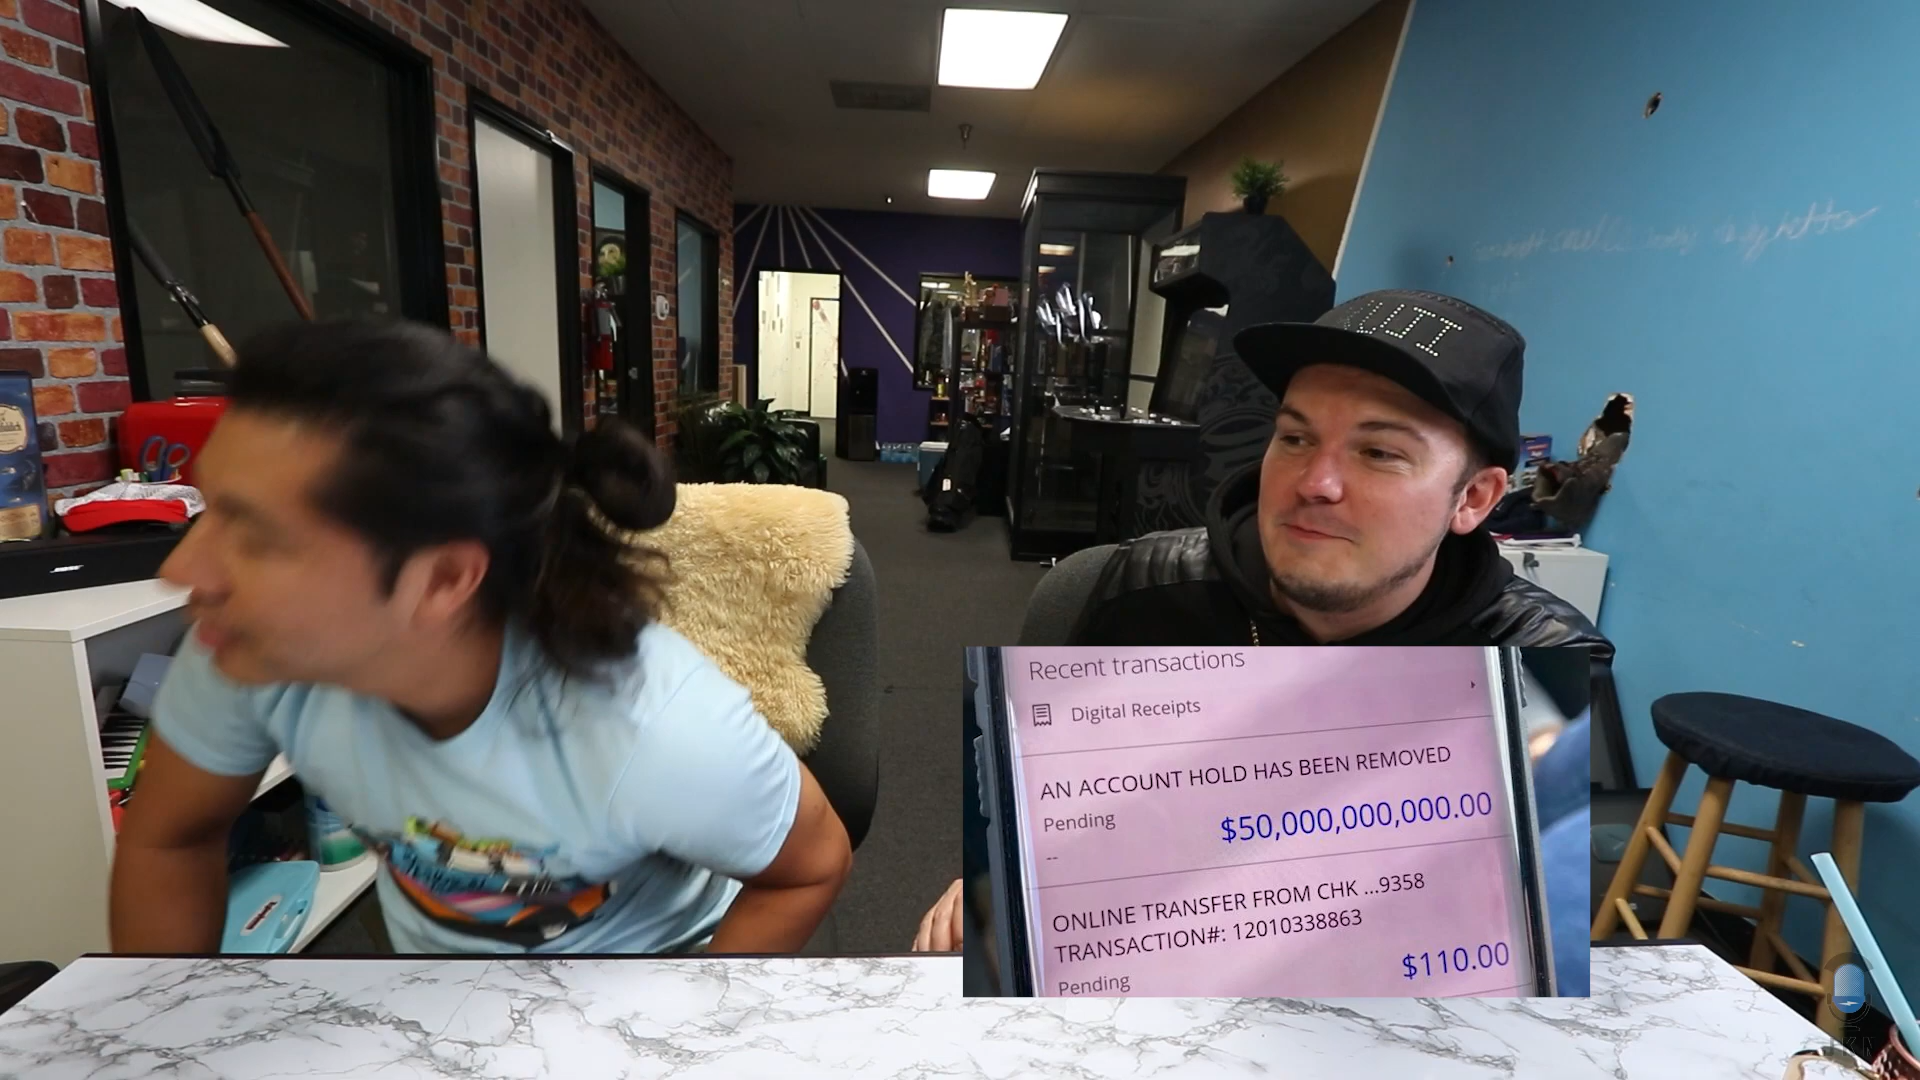 Recent transactions
Digital Receipts
AN ACCOUNT HOLD HAS BEEN REMOVED
Pending
$50,000,000,000.00
--
ONLINE TRANSFER FROM CHK ...9358
TRANSACTION#: 12010338863
$110.00
Pending